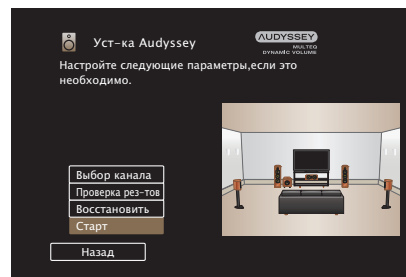 Уст-ка Audyssey
AUDYSSEY
MULTEQ
DYNAMIC VOLUME
Настройте следующие параметры,если это
необходимо.
Выбор канала
Проверка рез-тов
Восстановить
Старт
Назад